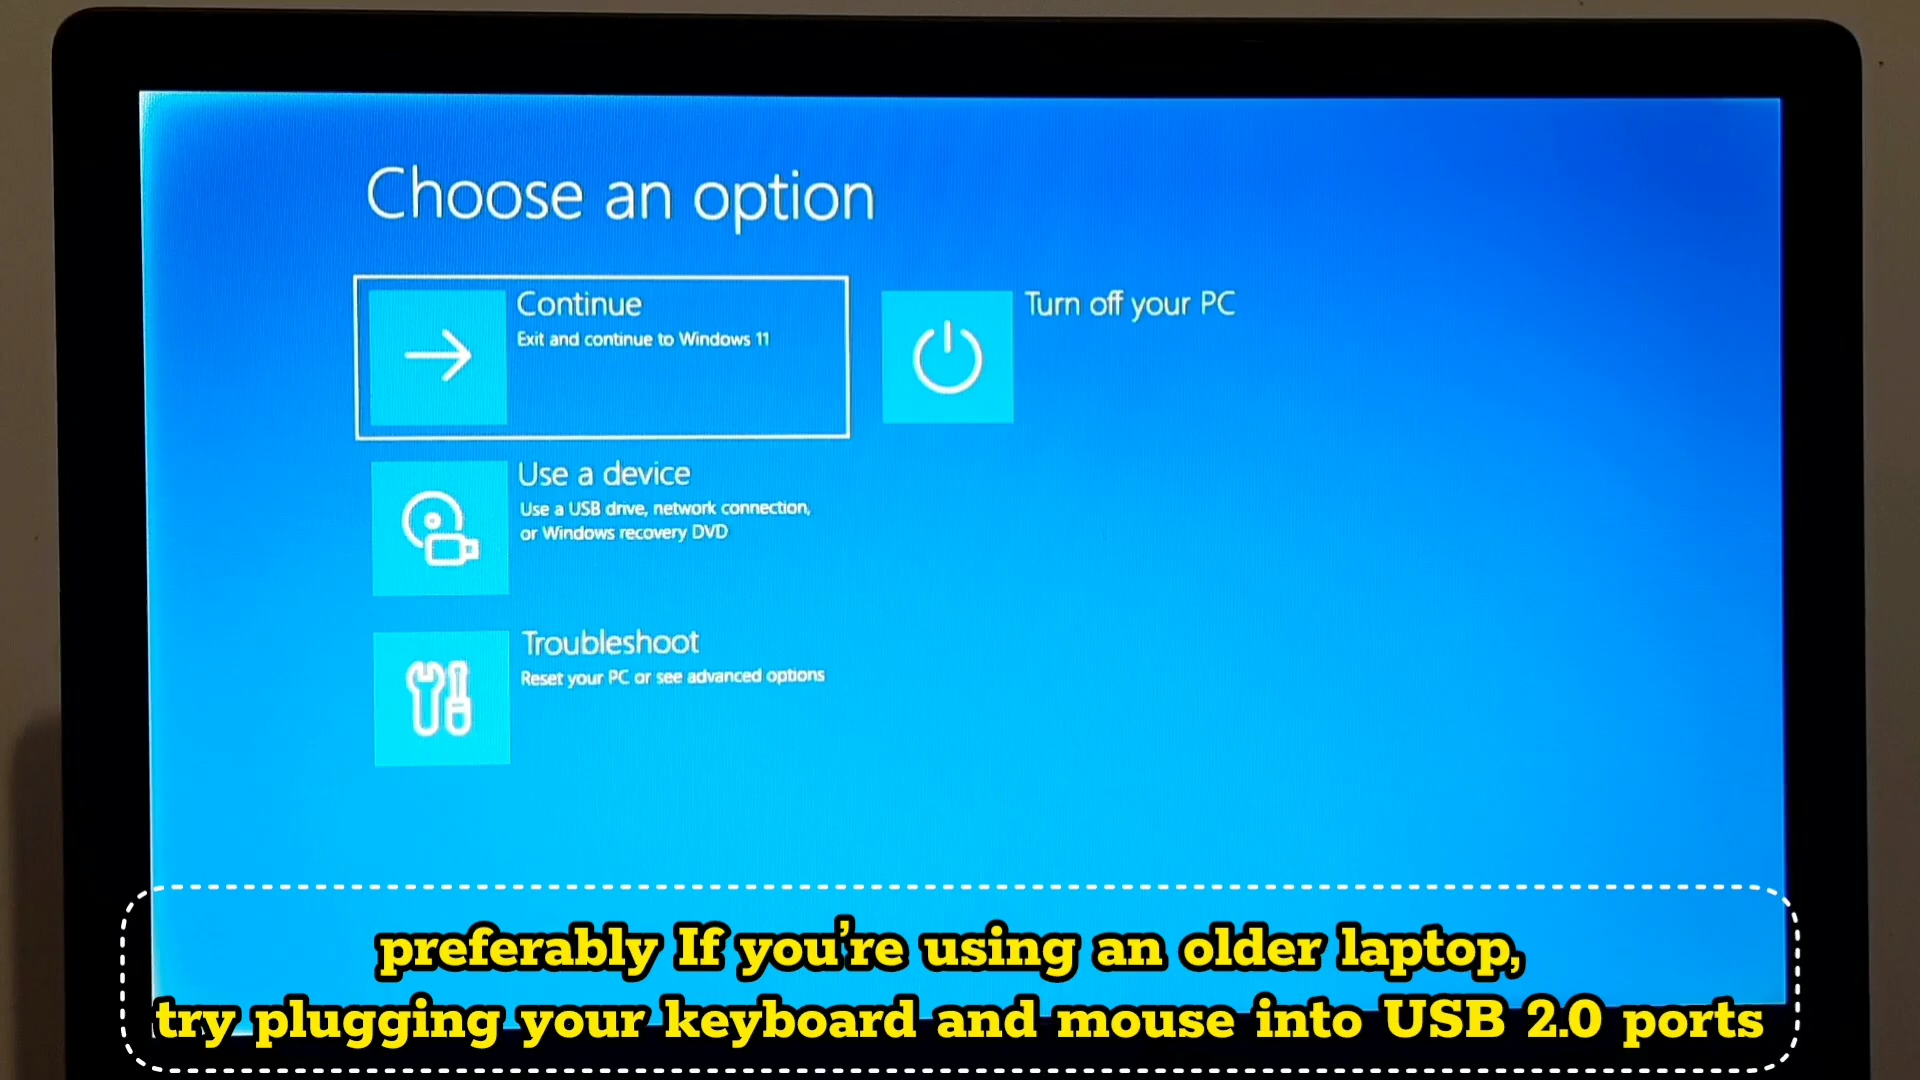 Choose an option
Continue
Exit and continue to Windows 11
Turn off your PC
Use a device
Use a USB drive, network connection,
or Windows recovery DVD
Troubleshoot
Reset your PC or see advanced options
preferably If you're using an older laptop,
try plugging your keyboard and mouse into USB 2.0 ports